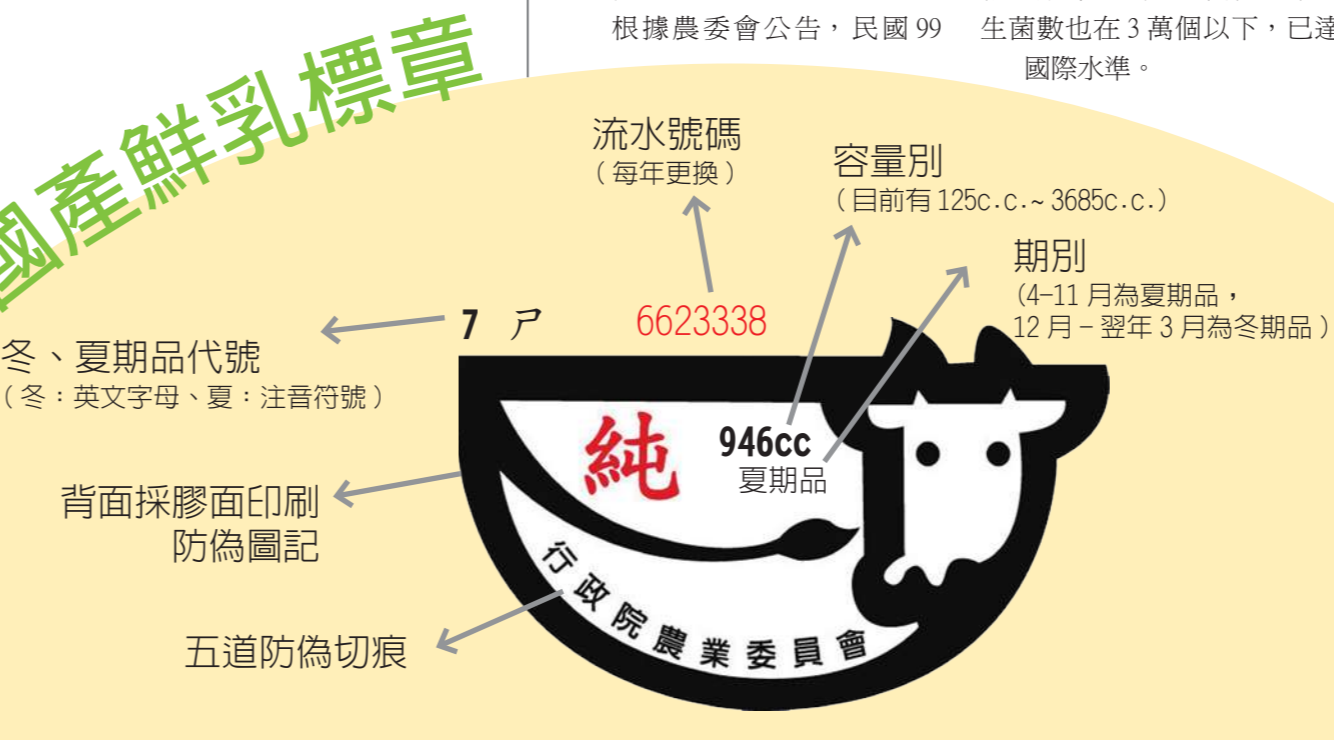 根據農委會公告，民國 99
生菌數也在 3 萬個以下，已達
國際水準。
國產鮮乳標章
流水號碼
（每年更換）
容量別
（目前有 125c.c.~ 3685c.c.）
期別
(4-11 月為夏期品，
12 月 – 翌年 3 月為冬期品）
7 ㄕ 6623338
冬、夏期品代號
（冬：英文字母、夏：注音符號）
純
946cc
夏期品
背面採膠面印刷
防偽圖記
行政院農業委員會
五道防偽切痕